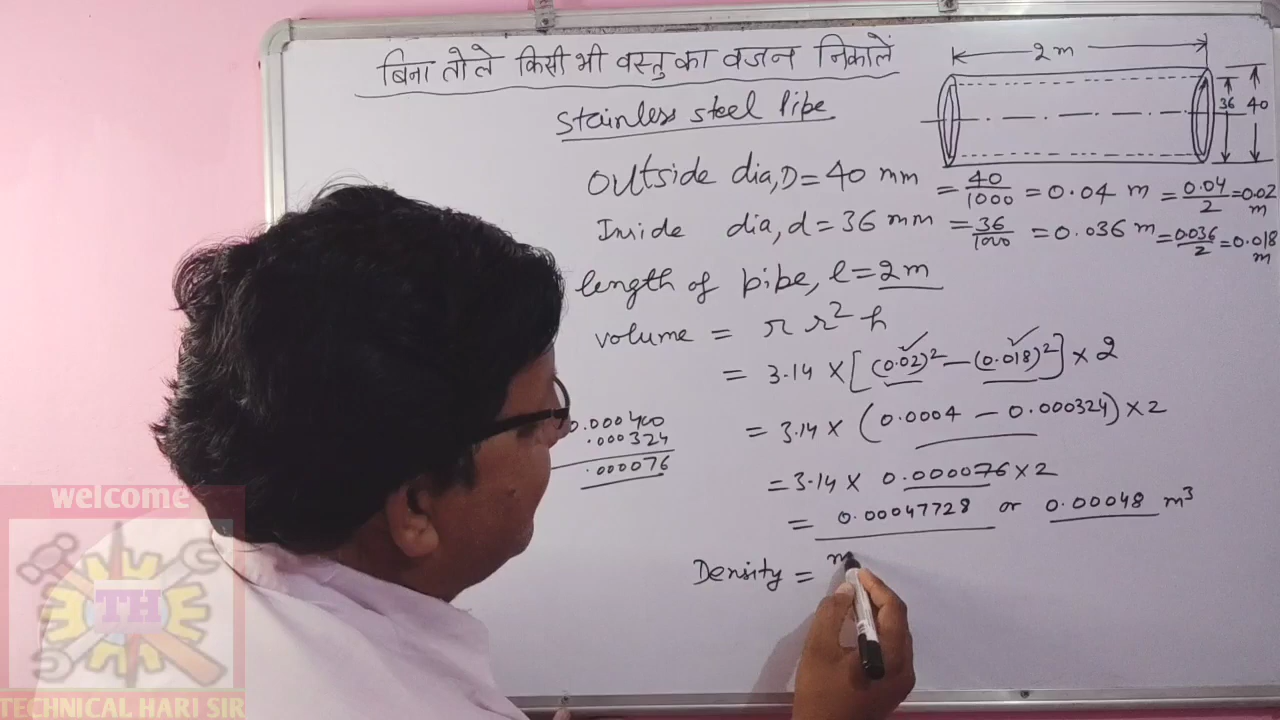 बिना तोले किसी भी वस्तु का वजन निकालें
Stainless steel Pipe
2 m
36 40
Outside dia, D = 40 mm = 40/1000 = 0.04 m = 0.04/2 = 0.02 m
Inside dia, d = 36 mm = 36/1000 = 0.036 m = 0.036/2 = 0.018 m
length of pipe, l = 2m
volume = π r² h
= 3.14 × [(0.02)² – (0.018)²] × 2
= 3.14 × (0.0004 – 0.000324) × 2
= 3.14 × 0.000076 × 2
= 0.00047728 or 0.00048 m³
Density = m
0.000400
.000324
.000076
welcome
TH
TECHNICAL HARI SIR